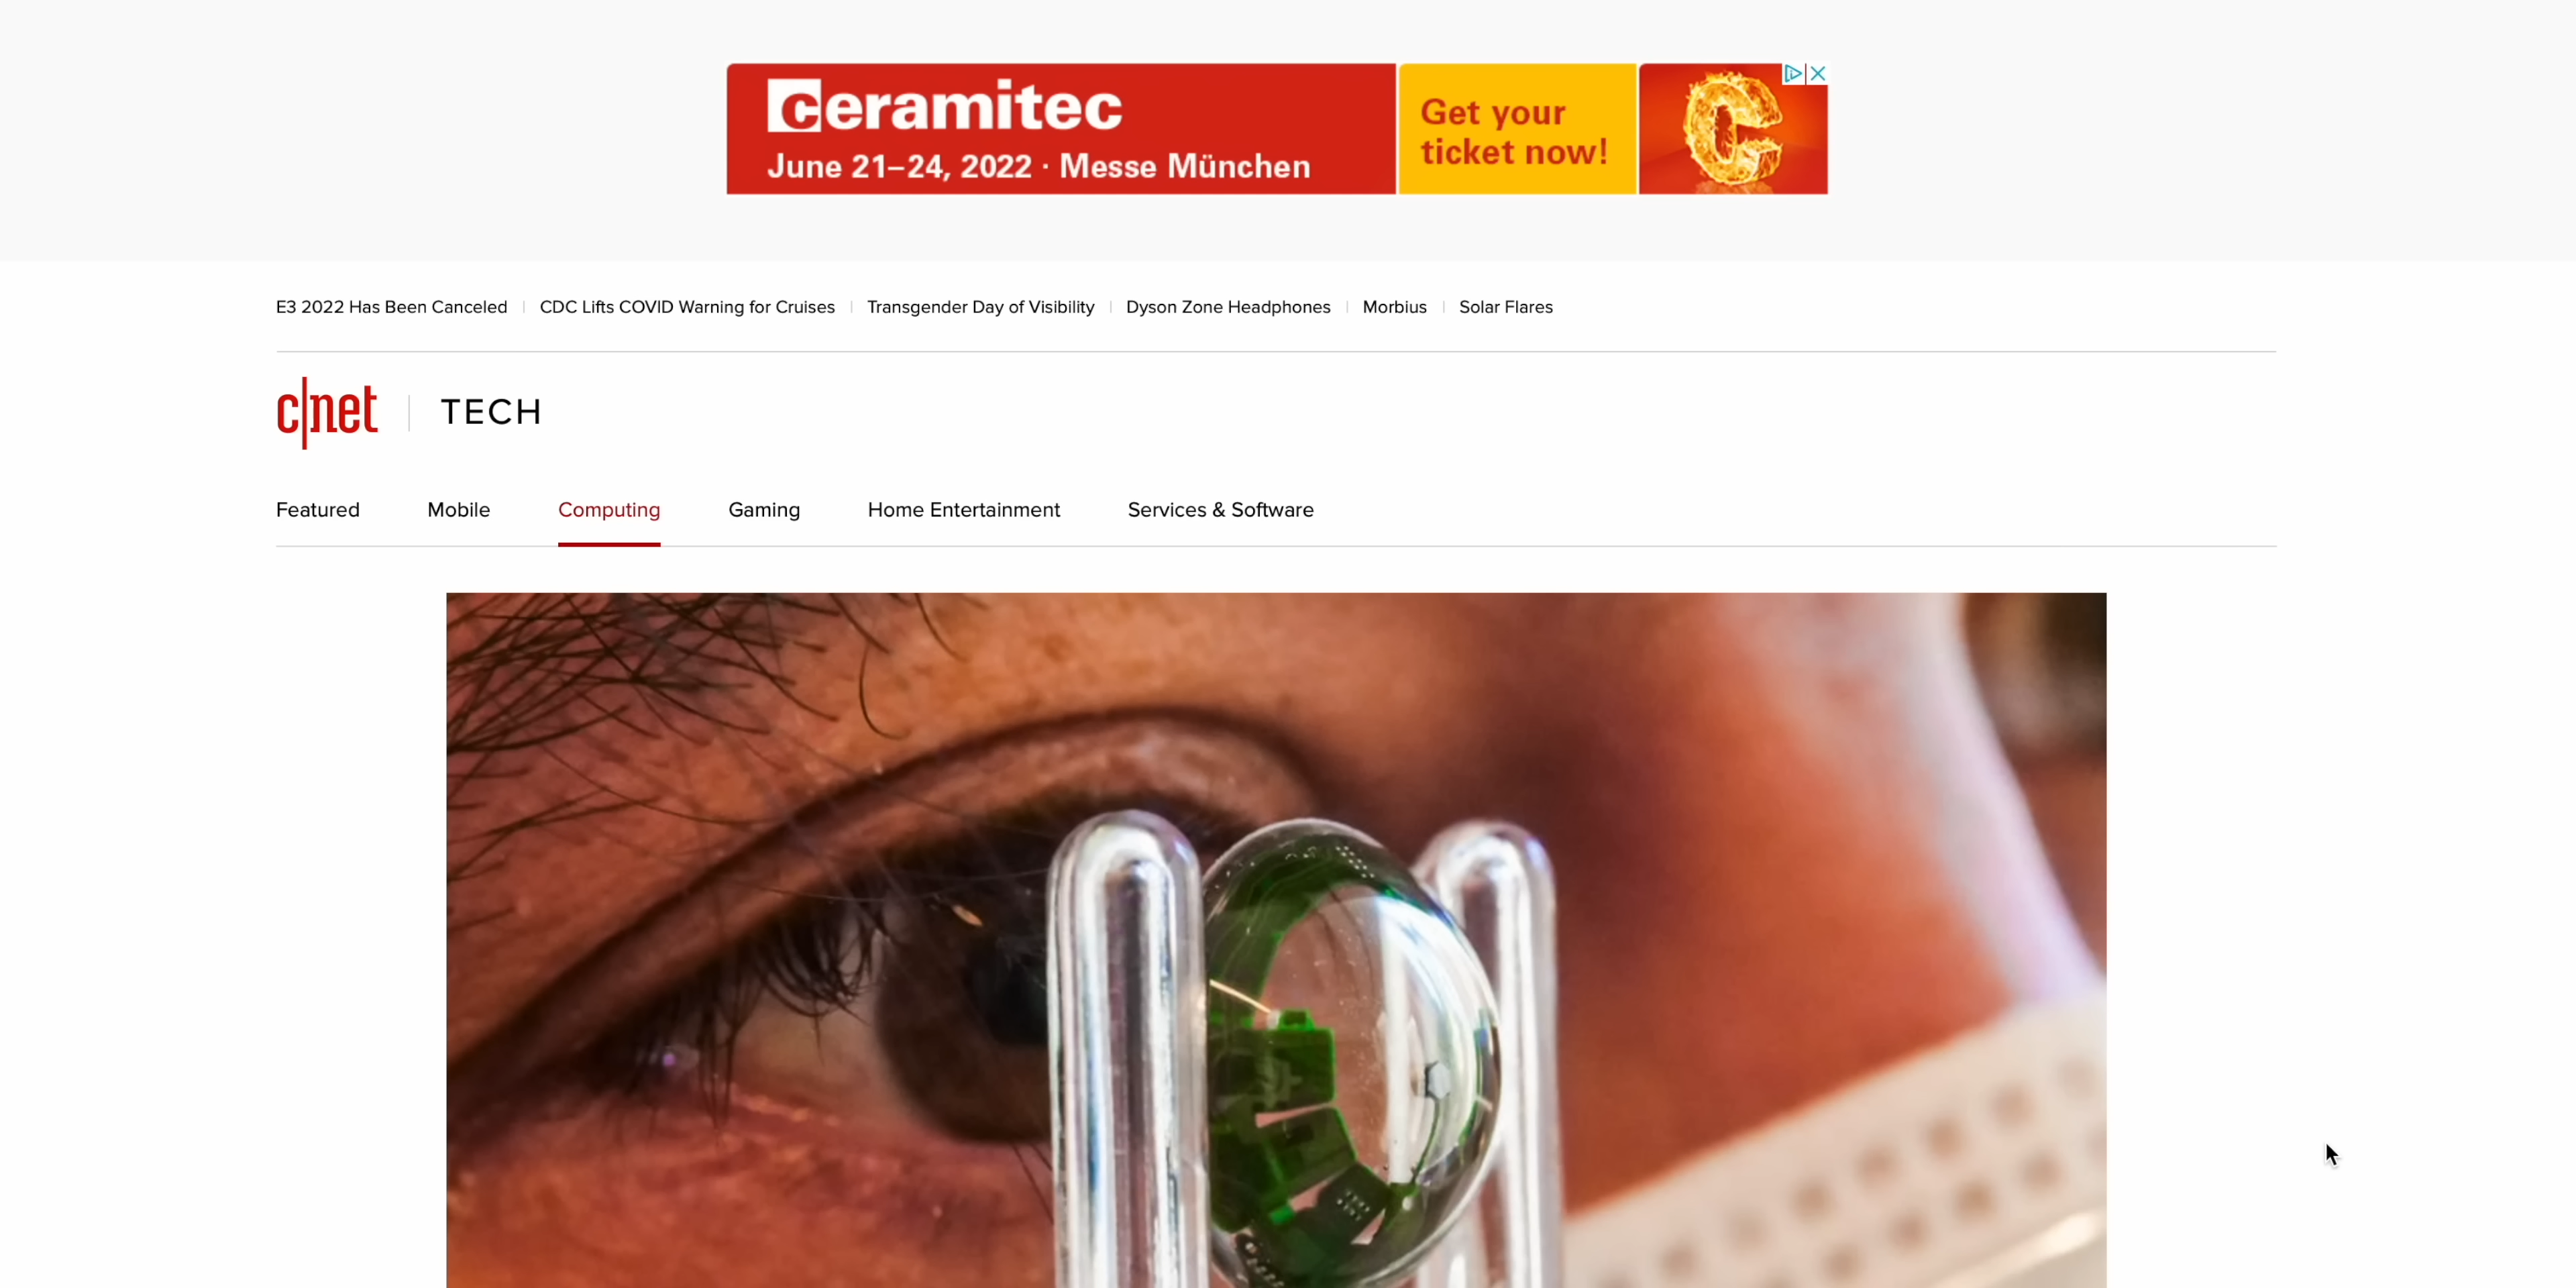 ceramitec
June 21–24, 2022 · Messe München
Get your
ticket now!
E3 2022 Has Been Canceled
CDC Lifts COVID Warning for Cruises
Transgender Day of Visibility
Dyson Zone Headphones
Morbius
Solar Flares
c|net
TECH
Featured
Mobile
Computing
Gaming
Home Entertainment
Services & Software